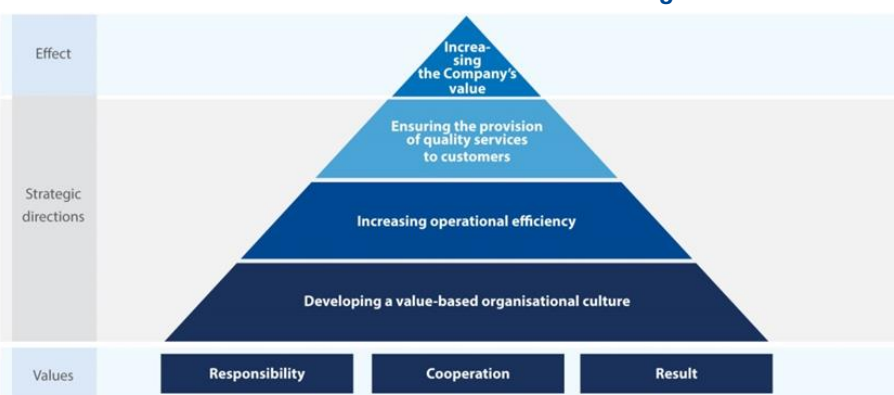 Effect
Increa-
sing
the Company's
value
Ensuring the provision
of quality services
to customers
Strategic
directions
Increasing operational efficiency
Developing a value-based organisational culture
Values
Responsibility
Cooperation
Result